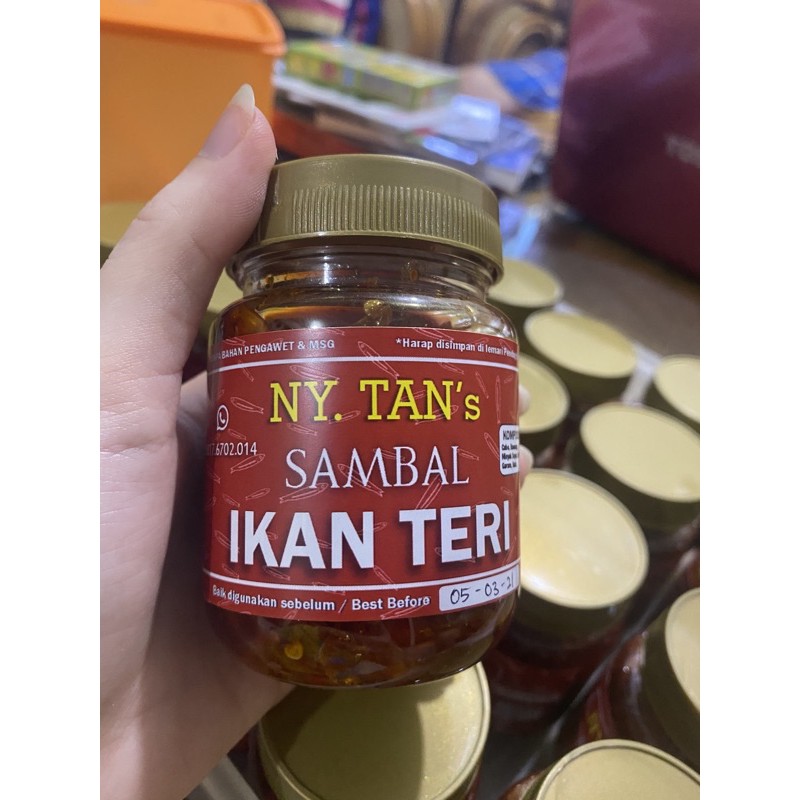 BAHAN PENGAWET & MSG
*Harap disimpan di lemari
NY. TAN's
6702.014
SAMBAL
IKAN TERI
Baik digunakan sebelum / Best Before 05-03-21